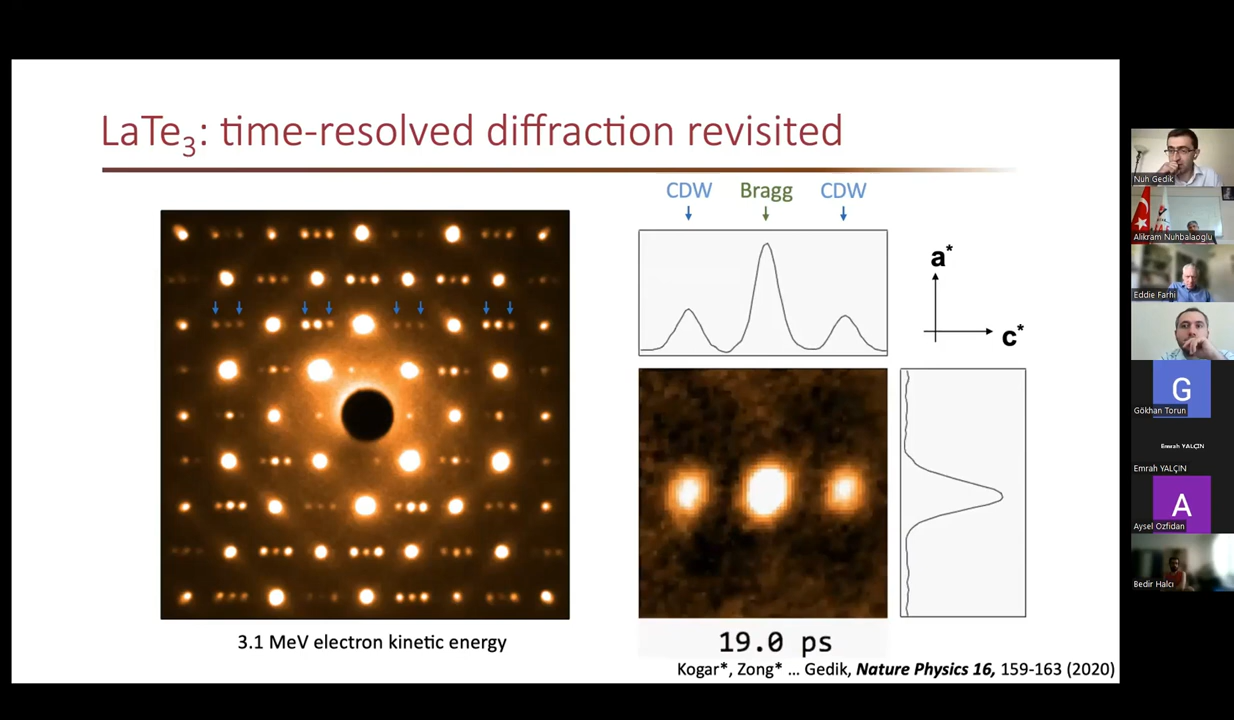 LaTe3: time-resolved diffraction revisited
CDW Bragg CDW
a*
c*
3.1 MeV electron kinetic energy
19.0 ps
Kogar*, Zong* ... Gedik, Nature Physics 16, 159-163 (2020)
Nuh Gedik
Alikram Nuhbalaoglu
Eddie Farhi
G
Gökhan Torun
Emrah YALÇIN
Emrah YALÇIN
A
Aysel Ozfidan
Bedir Halcı